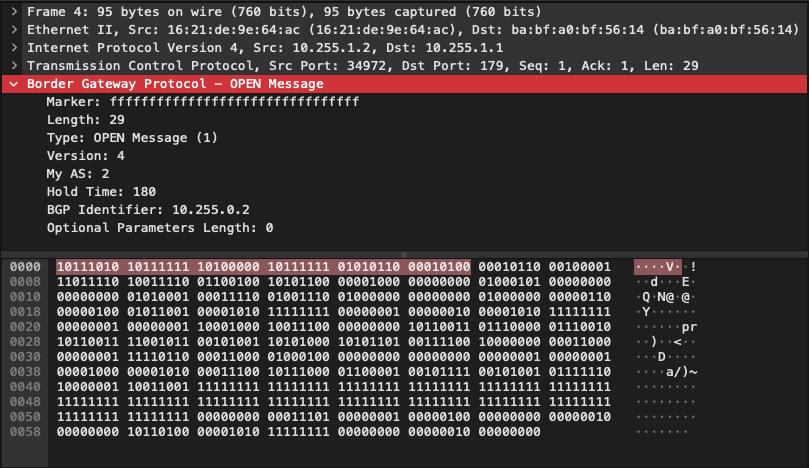 Frame 4: 95 bytes on wire (760 bits), 95 bytes captured (760 bits)
Ethernet II, Src: 16:21:de:9e:64:ac (16:21:de:9e:64:ac), Dst: ba:bf:a0:bf:56:14 (ba:bf:a0:bf:56:14)
Internet Protocol Version 4, Src: 10.255.1.2, Dst: 10.255.1.1
Transmission Control Protocol, Src Port: 34972, Dst Port: 179, Seq: 1, Ack: 1, Len: 29
Border Gateway Protocol – OPEN Message
Marker: ffffffffffffffffffffffffffffffff
Length: 29
Type: OPEN Message (1)
Version: 4
My AS: 2
Hold Time: 180
BGP Identifier: 10.255.0.2
Optional Parameters Length: 0
0000 10111010 10111111 10100000 10111111 01010110 00010100 00010110 00100001 ····V··!
0008 11011110 10011110 01100100 10101100 00001000 00000000 01000101 00000000 ··d···E·
0010 00000000 01010001 00011110 01001110 01000000 00000000 01000000 00000110 ·Q·N@·@·
0018 00000100 01011001 00001010 11111111 00000001 00000010 00001010 11111111 ·Y······
0020 00000001 00000001 10001000 10011100 00000000 10110011 01110000 01110010 ······pr
0028 10110011 11001011 00101001 10101000 10101101 00111100 10000000 00011000 ··)··<··
0030 00000001 11110110 00011000 01000100 00000000 00000000 00000001 00000001 ···D····
0038 00001000 00001010 10111000 01100001 00101111 00101001 01111110 ····a/)~
0040 10000001 10011001 11111111 11111111 11111111 11111111 11111111 11111111 ········
0048 11111111 11111111 11111111 11111111 11111111 11111111 11111111 11111111 ········
0050 11111111 11111111 00000000 00011101 00000001 00000100 00000000 00000010 ········
0058 00000000 10110100 00001010 11111111 00000000 00000010 00000000 ·······